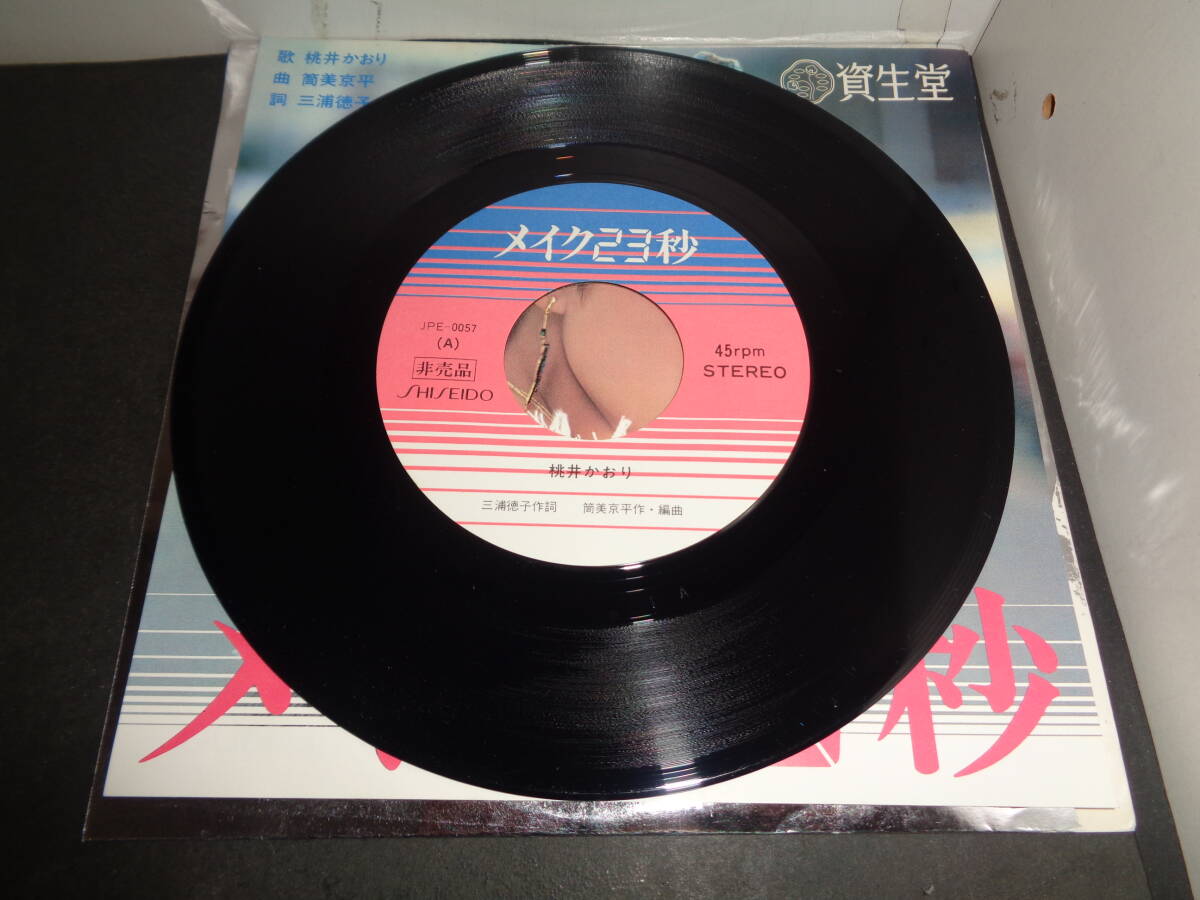 歌 桃井かおり
曲 筒美京平
詞 三浦徳子
資生堂
メイク23秒
JPE-0057
(A)
非売品
SHISEIDO
45rpm
STEREO
桃井かおり
三浦徳子作詞 筒美京平作・編曲
A
秒